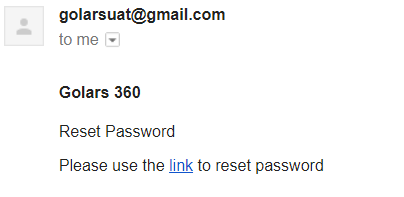 golarsuat@gmail.com
to me
Golars 360
Reset Password
Please use the link to reset password